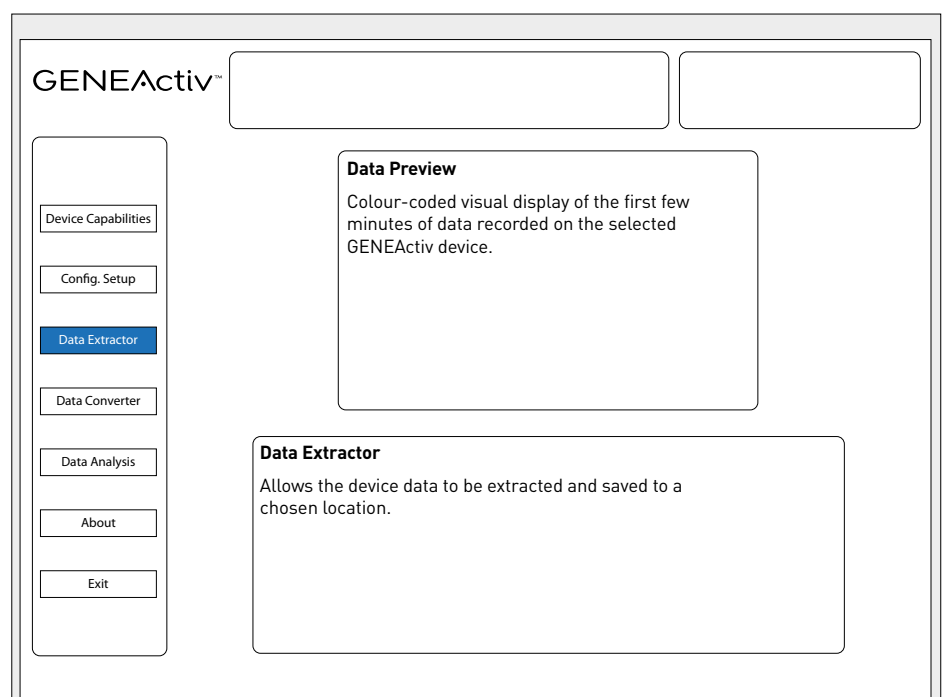 GENEActiv™
Device Capabilities
Config. Setup
Data Extractor
Data Converter
Data Analysis
About
Exit
Data Preview
Colour-coded visual display of the first few
minutes of data recorded on the selected
GENEActiv device.
Data Extractor
Allows the device data to be extracted and saved to a
chosen location.